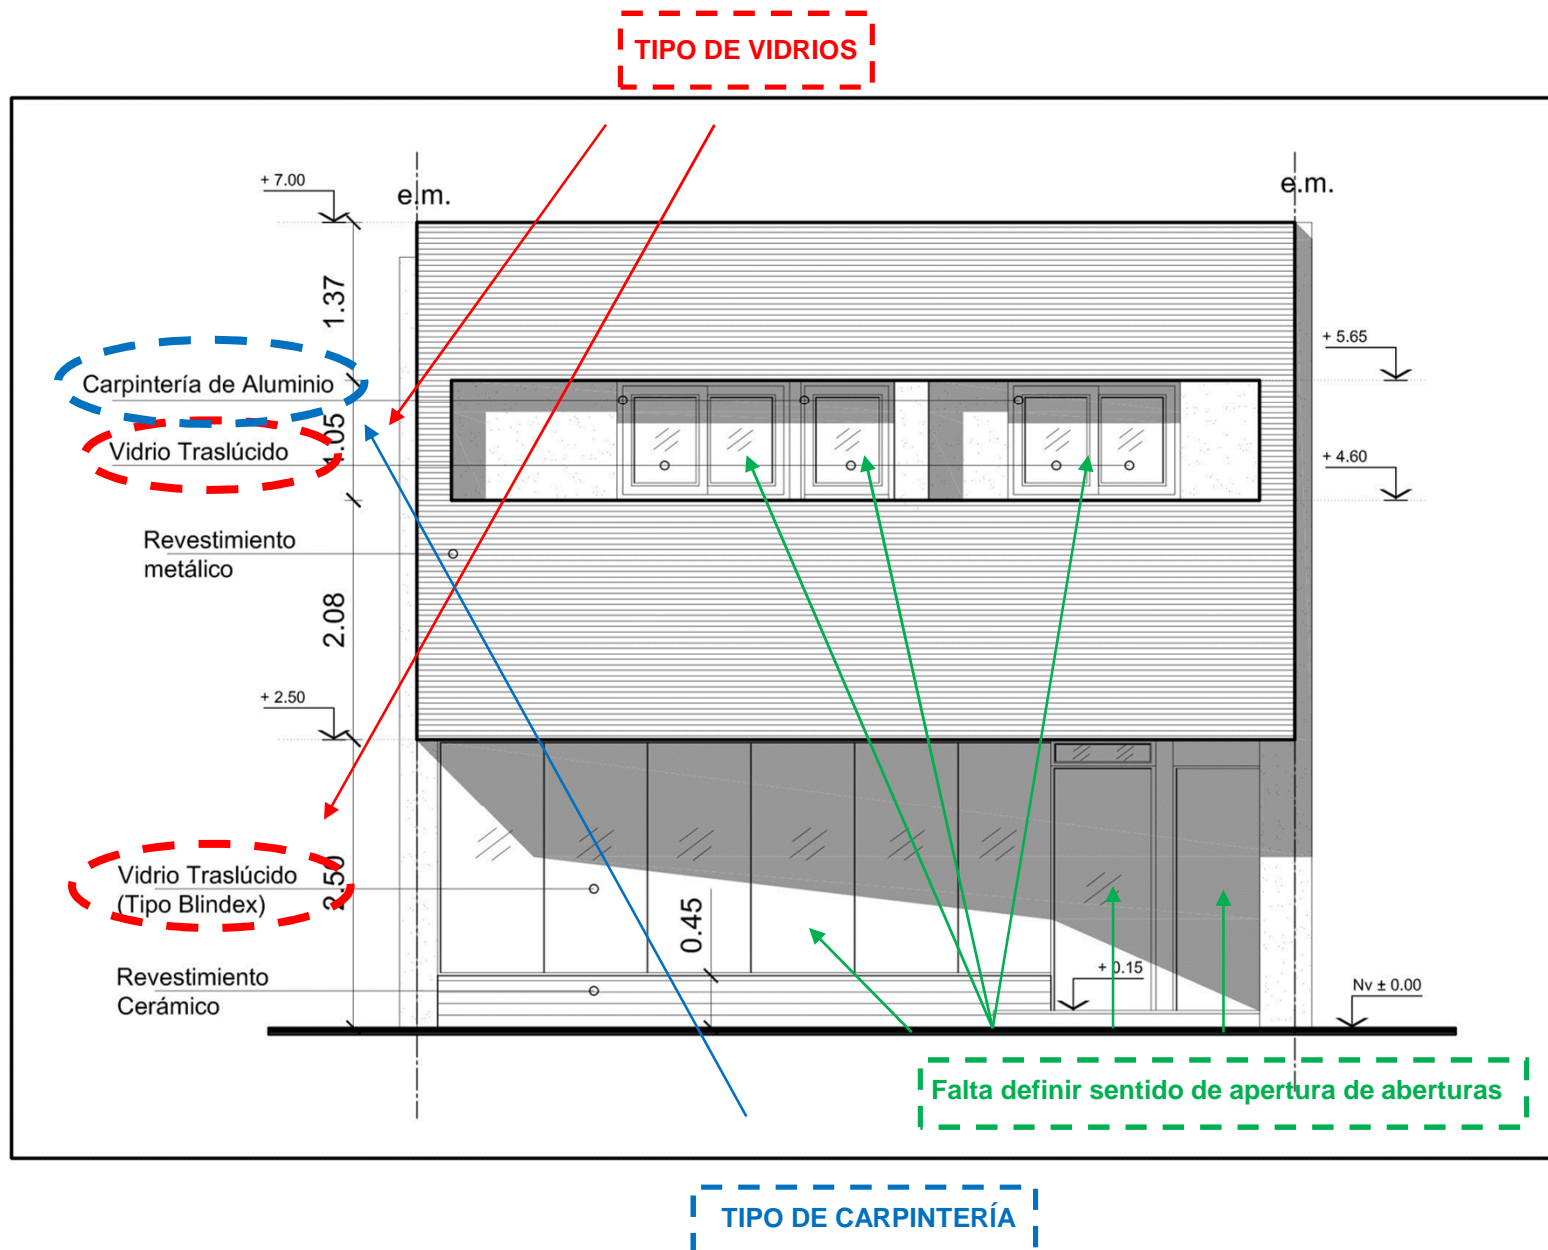 TIPO DE VIDRIOS
+ 7.00
e.m.
e.m.
1.37
+ 5.65
Carpintería de Aluminio
1.05
Vidrio Traslúcido
+ 4.60
Revestimiento
metálico
2.08
+ 2.50
Vidrio Traslúcido
(Tipo Blindex)
2.50
0.45
Revestimiento
Cerámico
+ 0.15
Nv ± 0.00
Falta definir sentido de apertura de aberturas
TIPO DE CARPINTERÍA